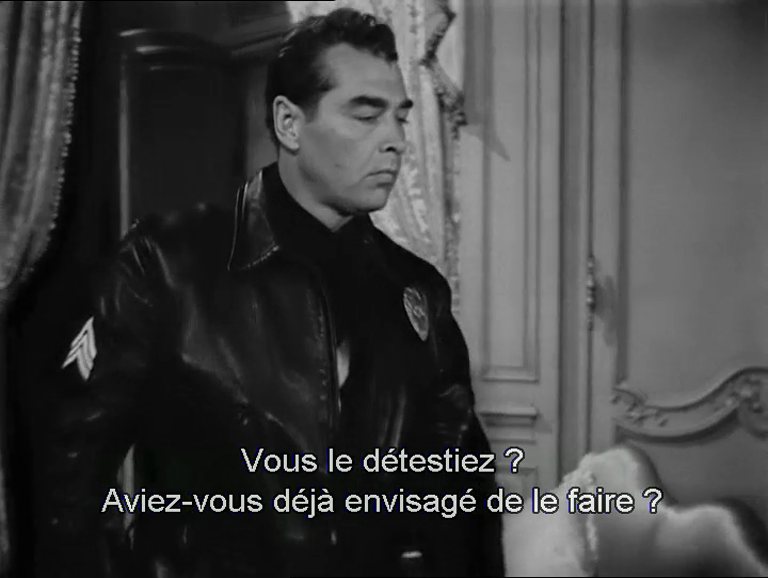 Vous le détestiez ?
Aviez-vous déjà envisagé de le faire ?